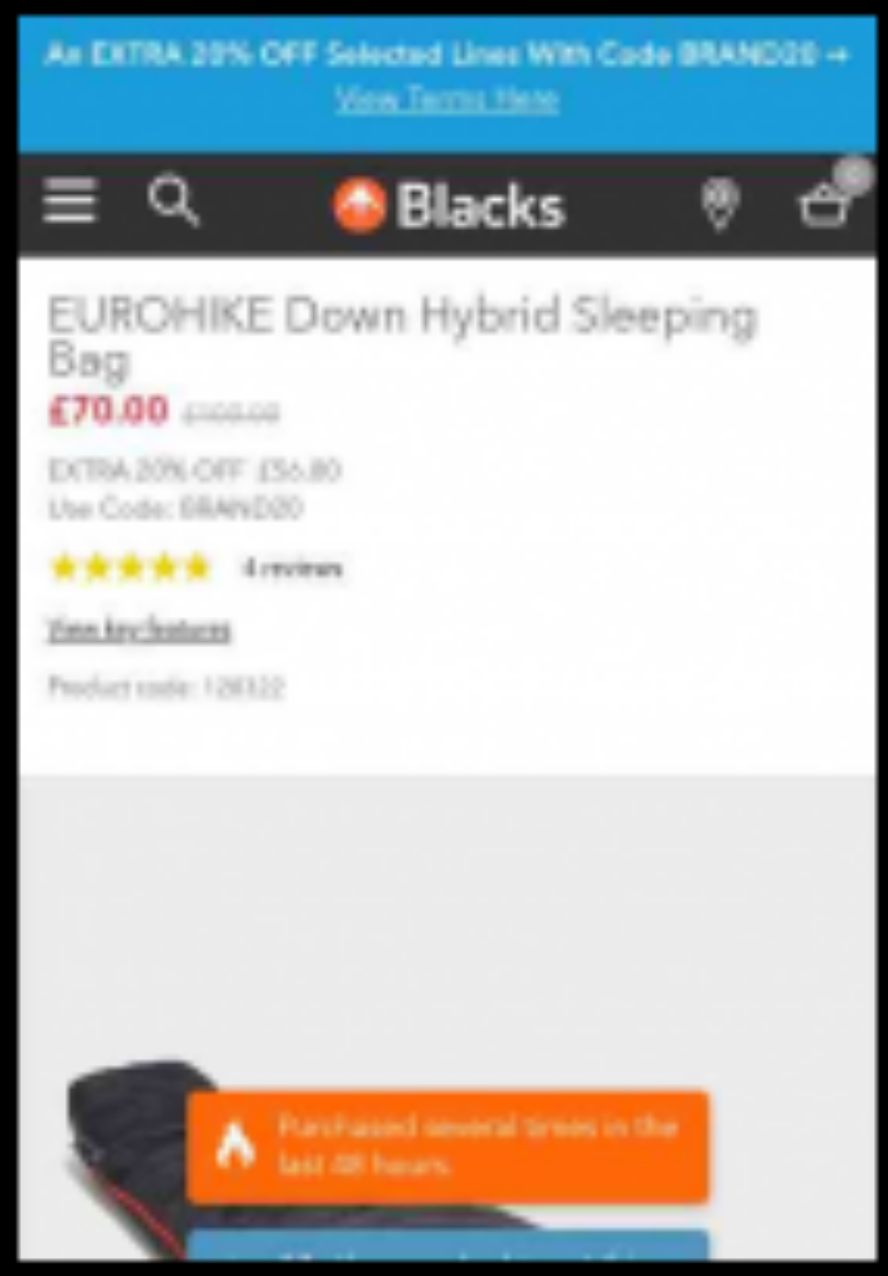 An EXTRA 20% OFF Selected Lines With Code BRAND20 →
View Terms Here
Blacks
EUROHIKE Down Hybrid Sleeping
Bag
£70.00 £100.00
EXTRA 20% OFF
Use Code: BRAND20
4 reviews
View key features
Product code:
Purchased several times in the
last 48 hours